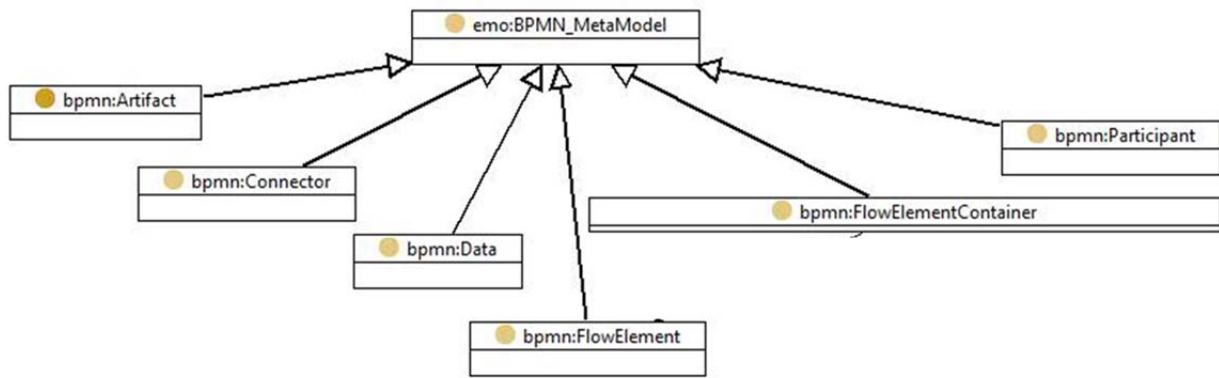 emo:BPMN_MetaModel
bpmn:Artifact
bpmn:Connector
bpmn:Participant
bpmn:FlowElementContainer
bpmn:Data
bpmn:FlowElement